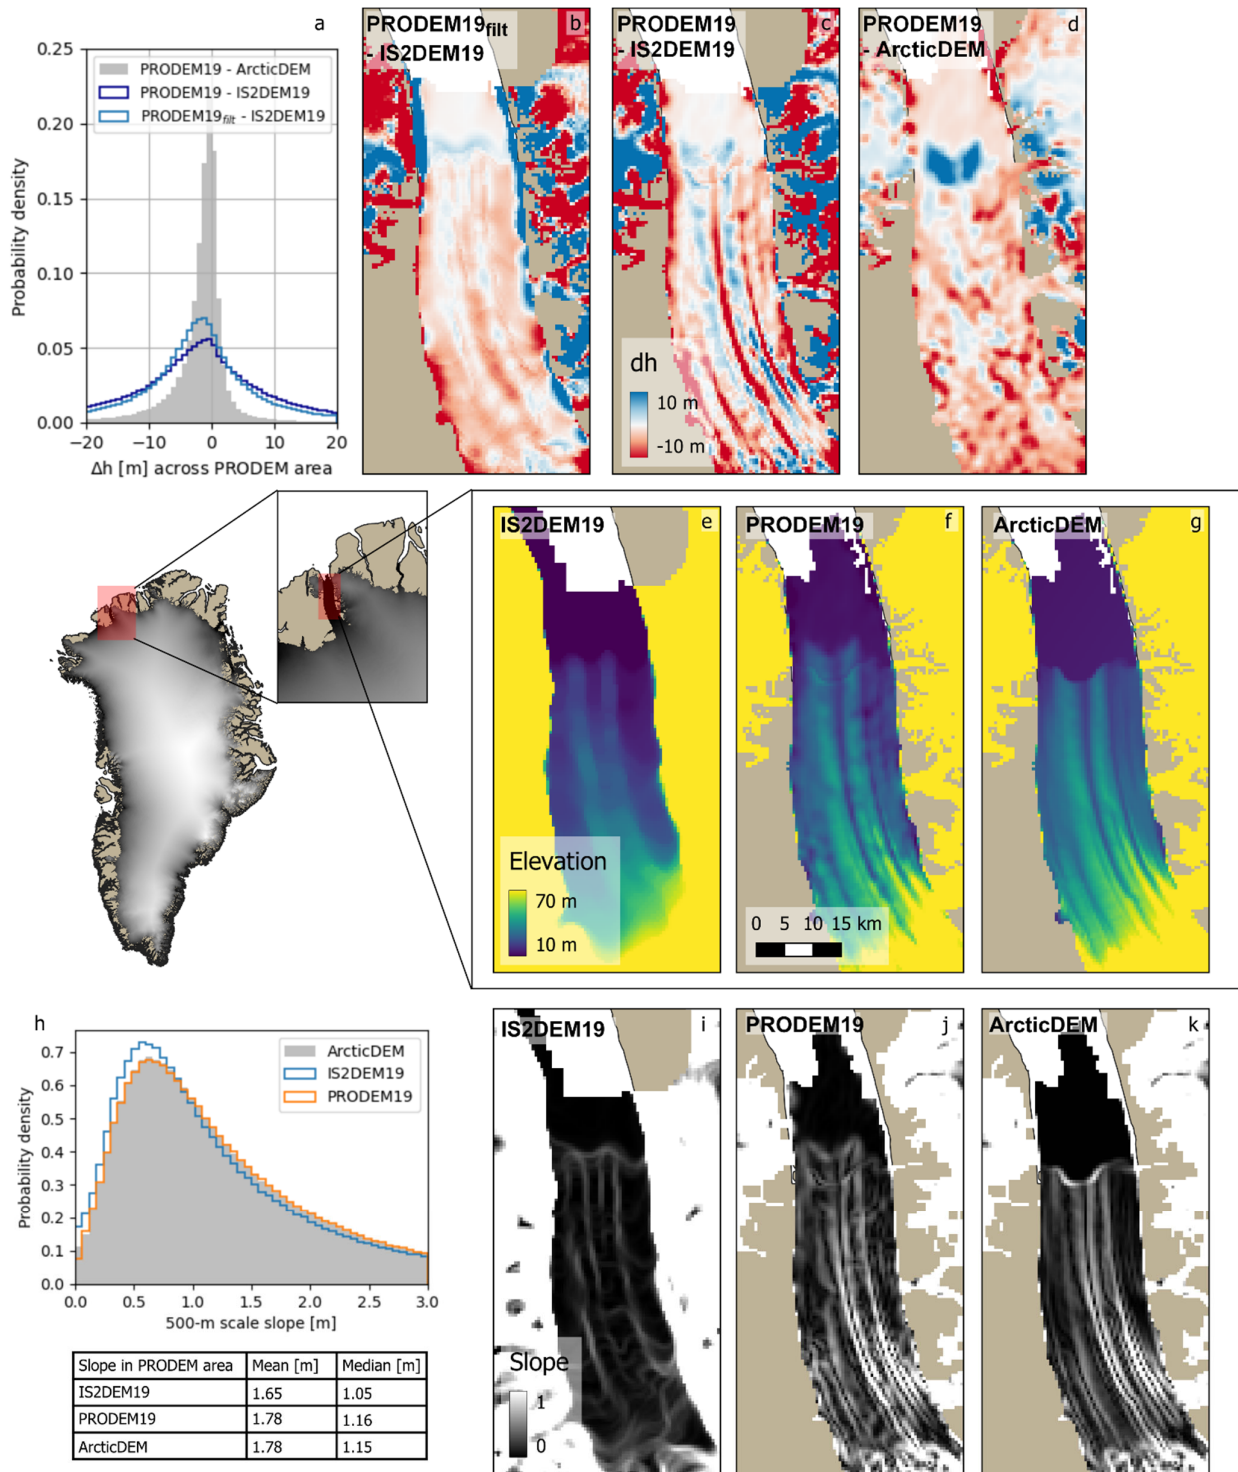 a
0.25
0.20
0.15
0.10
0.05
0.00
−20
−10
0
10
20
Probability density
Δh [m] across PRODEM area
PRODEM19 - ArcticDEM
PRODEM19 - IS2DEM19
PRODEM19filt - IS2DEM19
PRODEM19filt
- IS2DEM19
b
PRODEM19
- IS2DEM19
c
dh
10 m
-10 m
PRODEM19
- ArcticDEM
d
IS2DEM19
e
Elevation
70 m
10 m
PRODEM19
f
0 5 10 15 km
ArcticDEM
g
h
0.7
0.6
0.5
0.4
0.3
0.2
0.1
0.0
0.0
0.5
1.0
1.5
2.0
2.5
3.0
Probability density
500-m scale slope [m]
ArcticDEM
IS2DEM19
PRODEM19
Slope in PRODEM area Mean [m] Median [m]
IS2DEM19 1.65 1.05
PRODEM19 1.78 1.16
ArcticDEM 1.78 1.15
IS2DEM19
i
Slope
1
0
PRODEM19
j
ArcticDEM
k